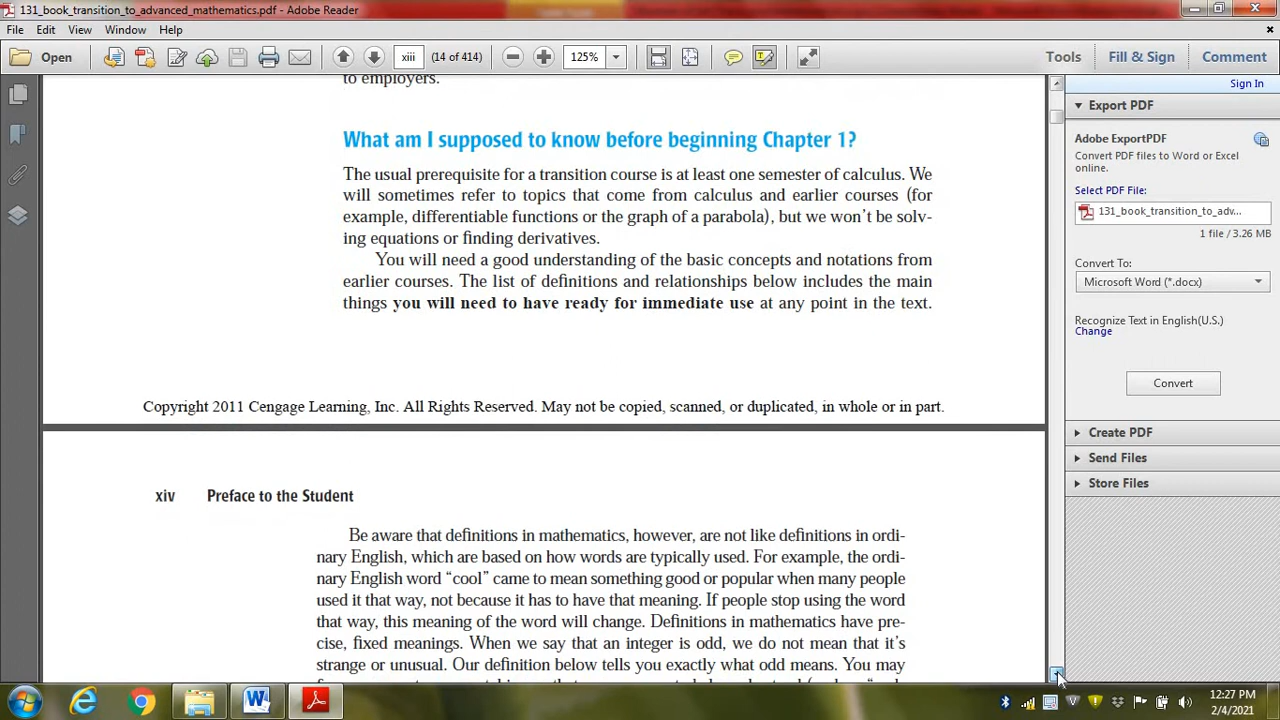 131_book_transition_to_advanced_mathematics.pdf - Adobe Reader
File Edit View Window Help
Open xiii (14 of 414) 125% Tools Fill & Sign Comment
Sign In
to employers.
What am I supposed to know before beginning Chapter 1?
The usual prerequisite for a transition course is at least one semester of calculus. We
will sometimes refer to topics that come from calculus and earlier courses (for
example, differentiable functions or the graph of a parabola), but we won't be solv-
ing equations or finding derivatives.
You will need a good understanding of the basic concepts and notations from
earlier courses. The list of definitions and relationships below includes the main
things you will need to have ready for immediate use at any point in the text.
Copyright 2011 Cengage Learning, Inc. All Rights Reserved. May not be copied, scanned, or duplicated, in whole or in part.
xiv Preface to the Student
Be aware that definitions in mathematics, however, are not like definitions in ordi-
nary English, which are based on how words are typically used. For example, the ordi-
nary English word “cool” came to mean something good or popular when many people
used it that way, not because it has to have that meaning. If people stop using the word
that way, this meaning of the word will change. Definitions in mathematics have pre-
cise, fixed meanings. When we say that an integer is odd, we do not mean that it's
strange or unusual. Our definition below tells you exactly what odd means. You may
Export PDF
Adobe ExportPDF
Convert PDF files to Word or Excel
online.
Select PDF File:
131_book_transition_to_adv...
1 file / 3.26 MB
Convert To:
Microsoft Word (*.docx)
Recognize Text in English(U.S.)
Change
Convert
Create PDF
Send Files
Store Files
12:27 PM
2/4/2021